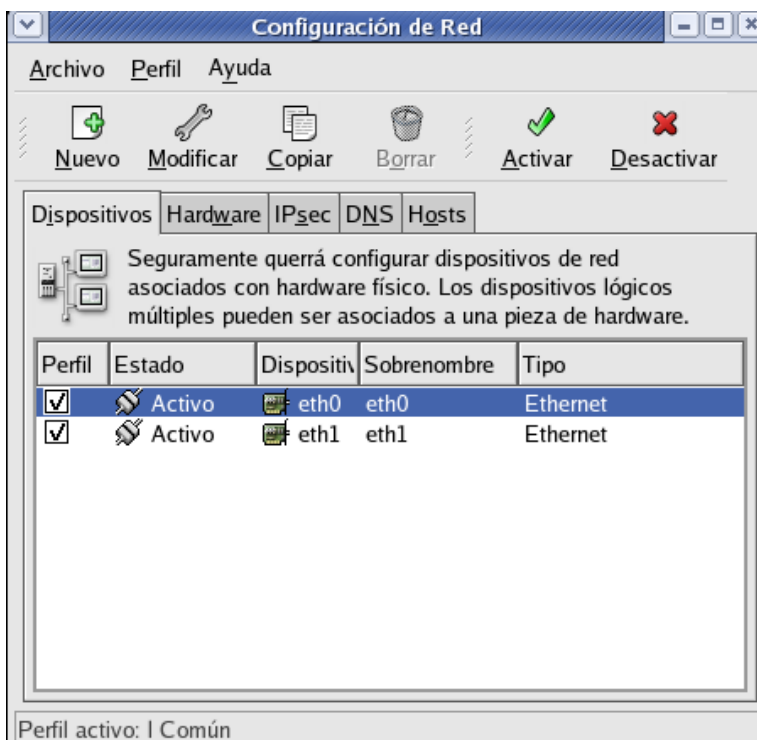 Configuración de Red
Archivo Perfil Ayuda
Nuevo Modificar Copiar Borrar Activar Desactivar
Dispositivos Hardware IPsec DNS Hosts
Seguramente querrá configurar dispositivos de red
asociados con hardware físico. Los dispositivos lógicos
múltiples pueden ser asociados a una pieza de hardware.
Perfil Estado Dispositiv Sobrenombre Tipo
Activo eth0 eth0 Ethernet
Activo eth1 eth1 Ethernet
Perfil activo: l Común